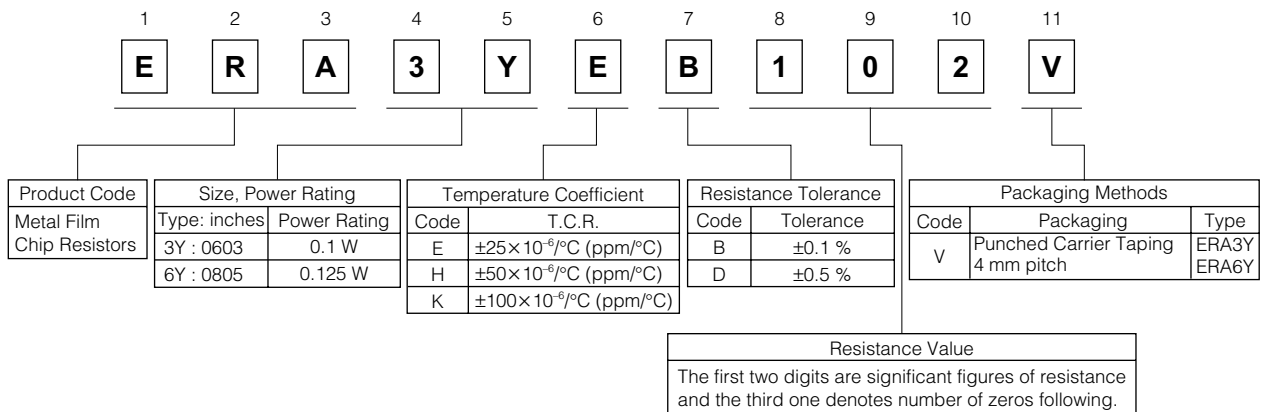 1 2 3 4 5 6 7 8 9 10 11
E R A 3 Y E B 1 0 2 V
Product Code
Metal Film
Chip Resistors
Size, Power Rating
Type: inches Power Rating
3Y : 0603 0.1 W
6Y : 0805 0.125 W
Temperature Coefficient
Code T.C.R.
E ±25×10⁻⁶/°C (ppm/°C)
H ±50×10⁻⁶/°C (ppm/°C)
K ±100×10⁻⁶/°C (ppm/°C)
Resistance Tolerance
Code Tolerance
B ±0.1 %
D ±0.5 %
Packaging Methods
Code Packaging Type
V Punched Carrier Taping ERA3Y
4 mm pitch ERA6Y
Resistance Value
The first two digits are significant figures of resistance
and the third one denotes number of zeros following.